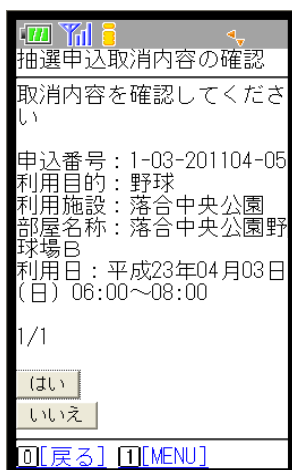 抽選申込取消内容の確認
取消内容を確認してくださ
い
申込番号：1-03-201104-05
利用目的：野球
利用施設：落合中央公園
部屋名称：落合中央公園野
球場B
利用日：平成23年04月03日
(日) 06:00～08:00
1/1
はい
いいえ
0[戻る] 1[MENU]